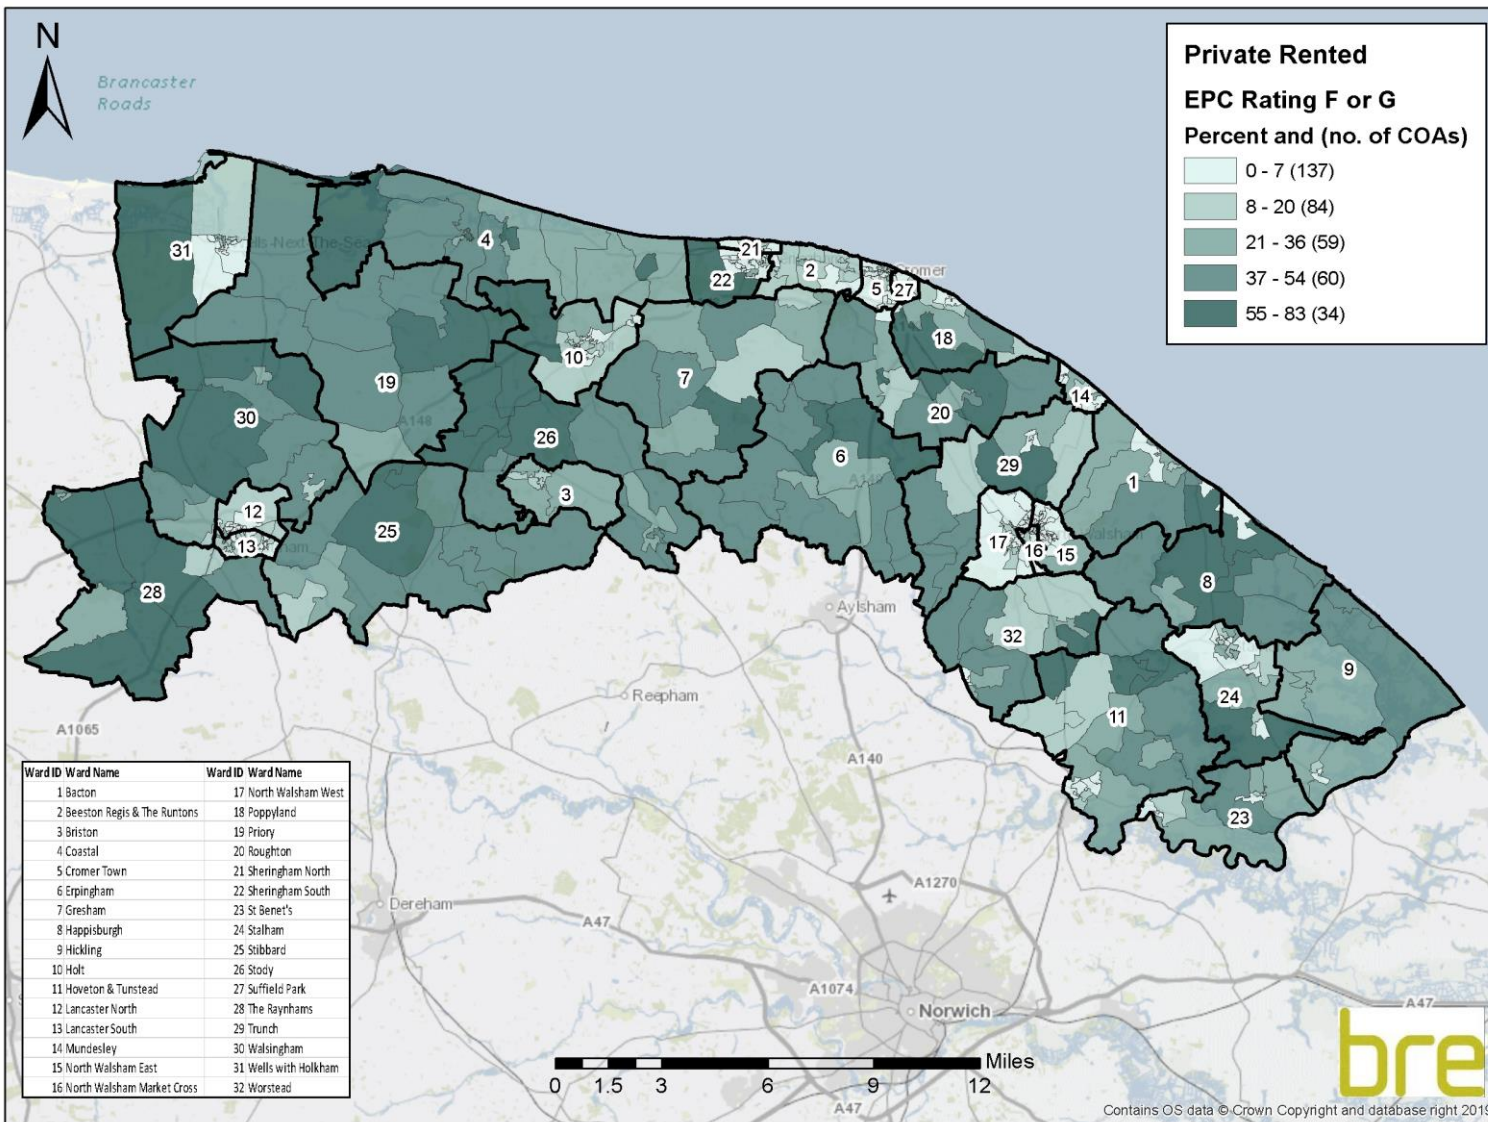 N
Brancaster
Roads
Private Rented
EPC Rating F or G
Percent and (no. of COAs)
0 - 7 (137)
8 - 20 (84)
21 - 36 (59)
37 - 54 (60)
55 - 83 (34)
31
4
21
22
2
Cromer
5
27
18
10
7
19
A148
14
20
30
26
6
29
1
3
12
25
13
17
16
15
8
28
Aylsham
32
9
24
Reepham
11
A1065
A140
23
Ward ID Ward Name Ward ID Ward Name
1 Bacton 17 North Walsham West
2 Beeston Regis & The Runtons 18 Poppyland
3 Briston 19 Priory
4 Coastal 20 Roughton
5 Cromer Town 21 Sheringham North
6 Erpingham 22 Sheringham South
7 Gresham 23 St Benet's
8 Happisburgh 24 Stalham
9 Hickling 25 Stibbard
10 Holt 26 Stody
11 Hoveton & Tunstead 27 Suffield Park
12 Lancaster North 28 The Raynhams
13 Lancaster South 29 Trunch
14 Mundesley 30 Walsingham
15 North Walsham East 31 Wells with Holkham
16 North Walsham Market Cross 32 Worstead
A1270
Dereham
A47
A1074
Norwich
A47
bre
Miles
0 1.5 3 6 9 12
A47
Contains OS data © Crown Copyright and database right 2019